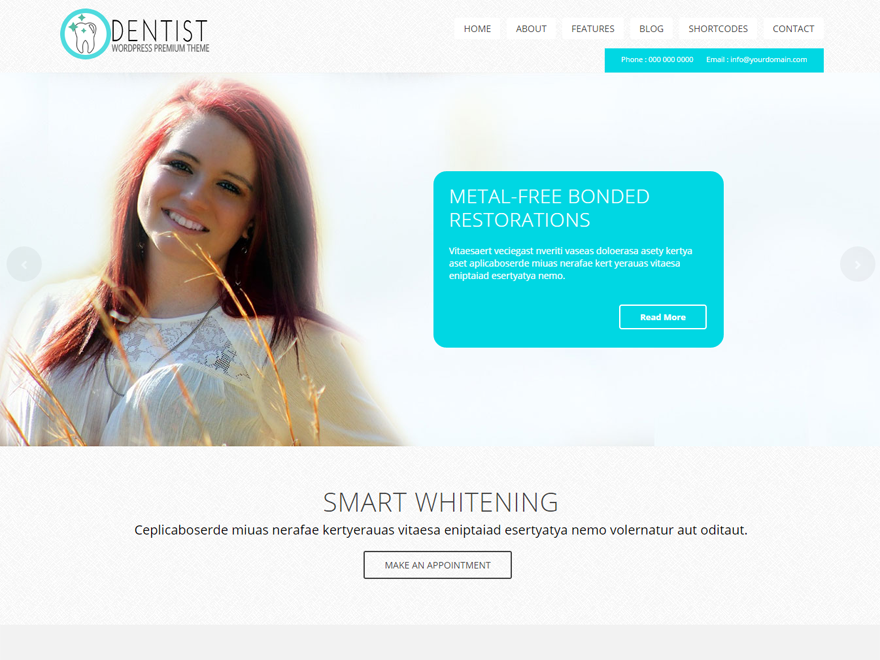 DENTIST
WORDPRESS PREMIUM THEME
HOME ABOUT FEATURES BLOG SHORTCODES CONTACT
Phone : 000 000 0000 Email : info@yourdomain.com
METAL-FREE BONDED
RESTORATIONS
Vitaesaert veciegast nveriti vaseas doloerasa asety kertya
aset aplicaboserde miuas nerafae kert yerauas vitaesa
eniptaiad esertyatya nemo.
Read More
SMART WHITENING
Ceplicaboserde miuas nerafae kertyerauas vitaesa eniptaiad esertyatya nemo volernatur aut oditaut.
MAKE AN APPOINTMENT